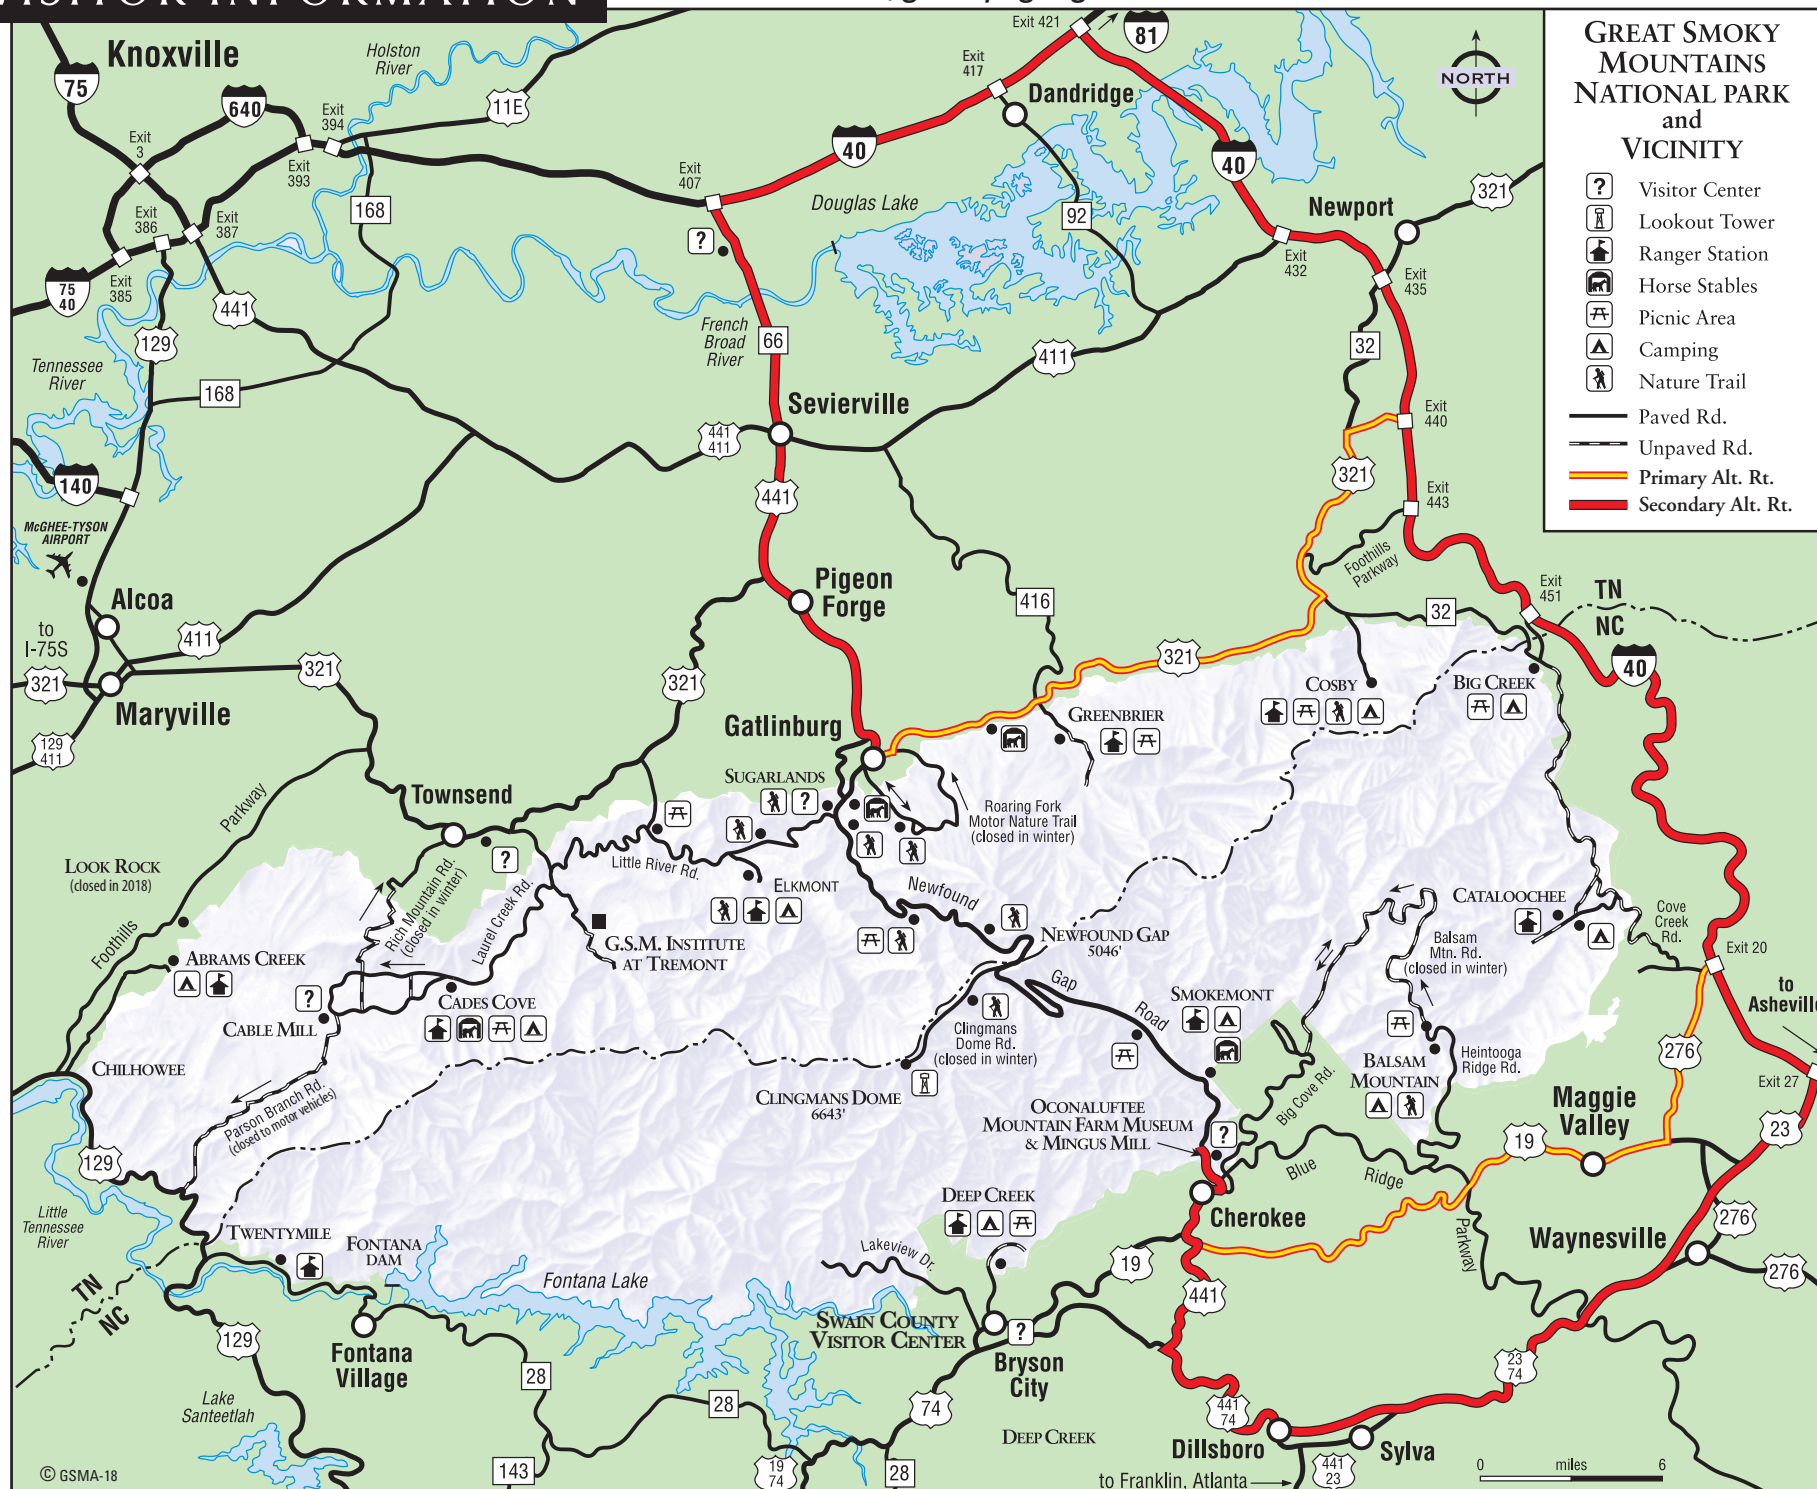 VISITOR INFORMATION
Knoxville
Holston
River
75
640
Exit
394
11E
Exit
3
Exit
393
Exit
386
Exit
387
Exit
385
75
40
168
441
129
Tennessee
River
168
140
McGHEE-TYSON
AIRPORT
Alcoa
to
I-75S
411
321
321
Maryville
129
411
Exit 421
81
Exit
417
Dandridge
40
40
Exit
407
Douglas Lake
92
Newport
321
Exit
432
Exit
435
French
Broad
River
66
411
32
Sevierville
441
411
Exit
440
321
441
Exit
443
Foothills
Parkway
Pigeon
Forge
416
Exit
451
TN
NC
32
40
321
321
NORTH
GREAT SMOKY
MOUNTAINS
NATIONAL PARK
and
VICINITY
? Visitor Center
Lookout Tower
Ranger Station
Horse Stables
Picnic Area
Camping
Nature Trail
Paved Rd.
Unpaved Rd.
Primary Alt. Rt.
Secondary Alt. Rt.
Gatlinburg
GREENBRIER
COSBY
BIG CREEK
Townsend
SUGARLANDS
Roaring Fork
Motor Nature Trail
(closed in winter)
Parkway
LOOK ROCK
(closed in 2018)
Foothills
Rich Mountain Rd.
(closed in winter)
Laurel Creek Rd.
Little River Rd.
ELKMONT
Newfound
G.S.M. INSTITUTE
AT TREMONT
NEWFOUND GAP
5046'
Gap
Road
CATALOOCHEE
Cove
Creek
Rd.
Balsam
Mtn. Rd.
(closed in winter)
Exit 20
to
Asheville
ABRAMS CREEK
CADES COVE
CABLE MILL
CHILHOWEE
Parson Branch Rd.
(closed to motor vehicles)
Clingmans
Dome Rd.
(closed in winter)
CLINGMANS DOME
6643'
SMOKEMONT
Big Cove Rd.
BALSAM
MOUNTAIN
Heintooga
Ridge Rd.
276
Exit 27
Maggie
Valley
23
OCONALUFTEE
MOUNTAIN FARM MUSEUM
& MINGUS MILL
19
Blue
Ridge
Parkway
129
Little
Tennessee
River
TWENTYMILE
FONTANA
DAM
DEEP CREEK
Cherokee
Waynesville
276
276
TN
NC
Fontana Lake
Lakeview Dr.
19
441
SWAIN COUNTY
VISITOR CENTER
129
Fontana
Village
Bryson
City
23
74
28
28
74
441
74
Lake
Santeetlah
DEEP CREEK
Dillsboro
Sylva
© GSMA-18
143
19
74
28
to Franklin, Atlanta
441
23
0 miles 6